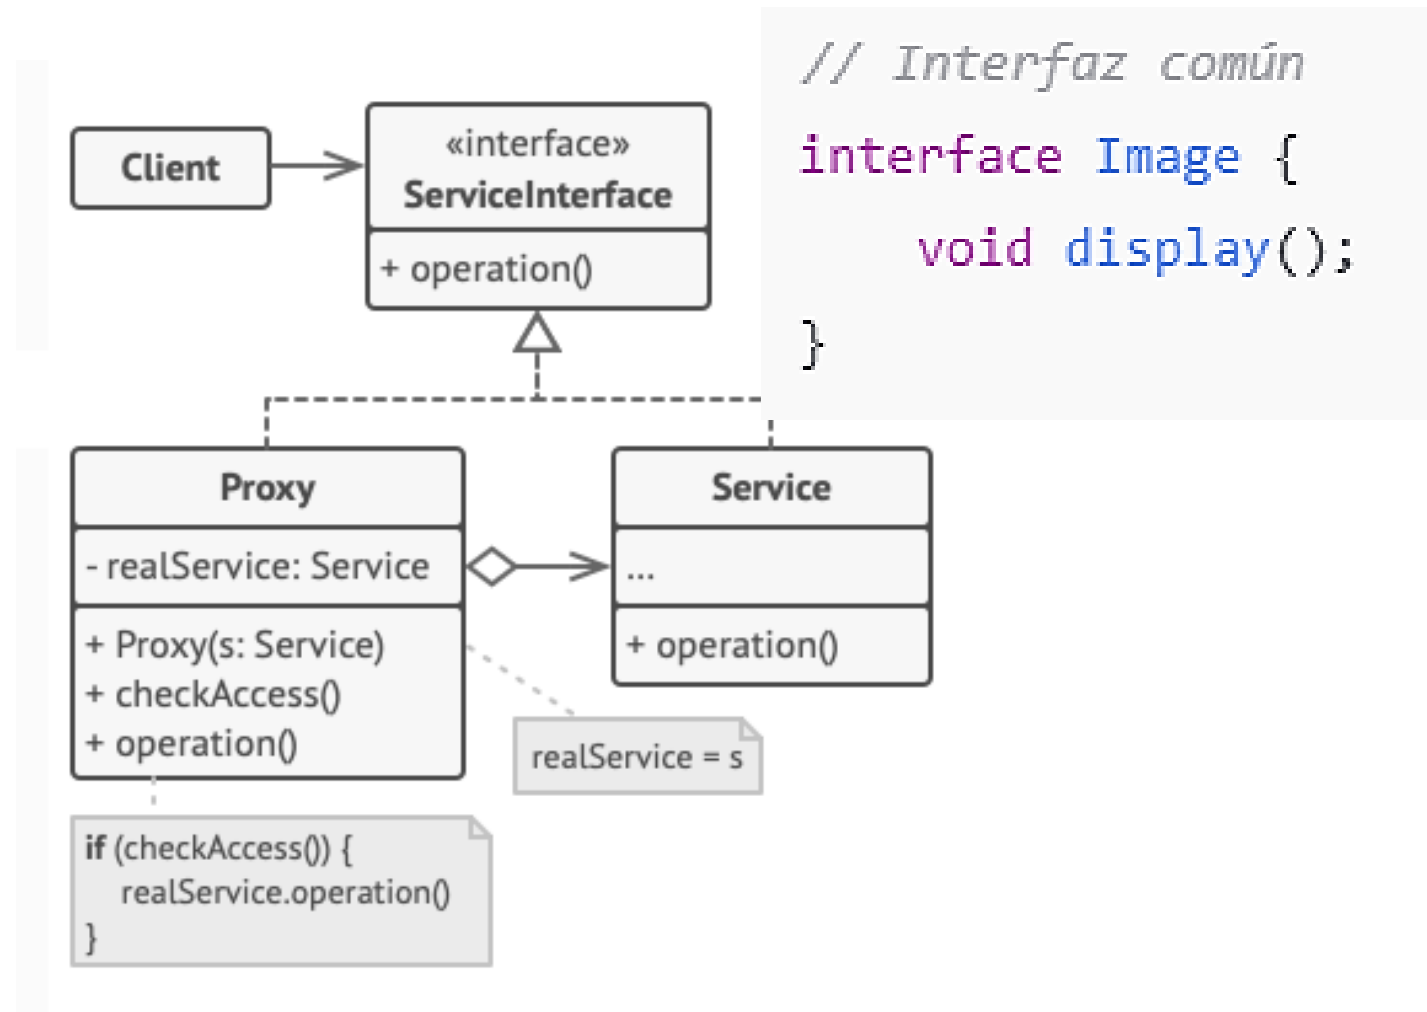 // Interfaz común
interface Image {
void display();
}
Client
«interface»
ServiceInterface
+ operation()
Proxy
- realService: Service
+ Proxy(s: Service)
+ checkAccess()
+ operation()
Service
...
+ operation()
realService = s
if (checkAccess()) {
realService.operation()
}